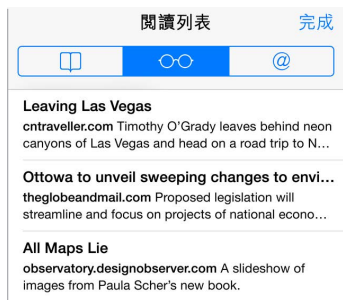 閱讀列表
完成
@
Leaving Las Vegas
cntraveller.com Timothy O'Grady leaves behind neon
canyons of Las Vegas and head on a road trip to N…
Ottowa to unveil sweeping changes to envi…
theglobeandmail.com Proposed legislation will
streamline and focus on projects of national econo…
All Maps Lie
observatory.designobserver.com A slideshow of
images from Paula Scher's new book.